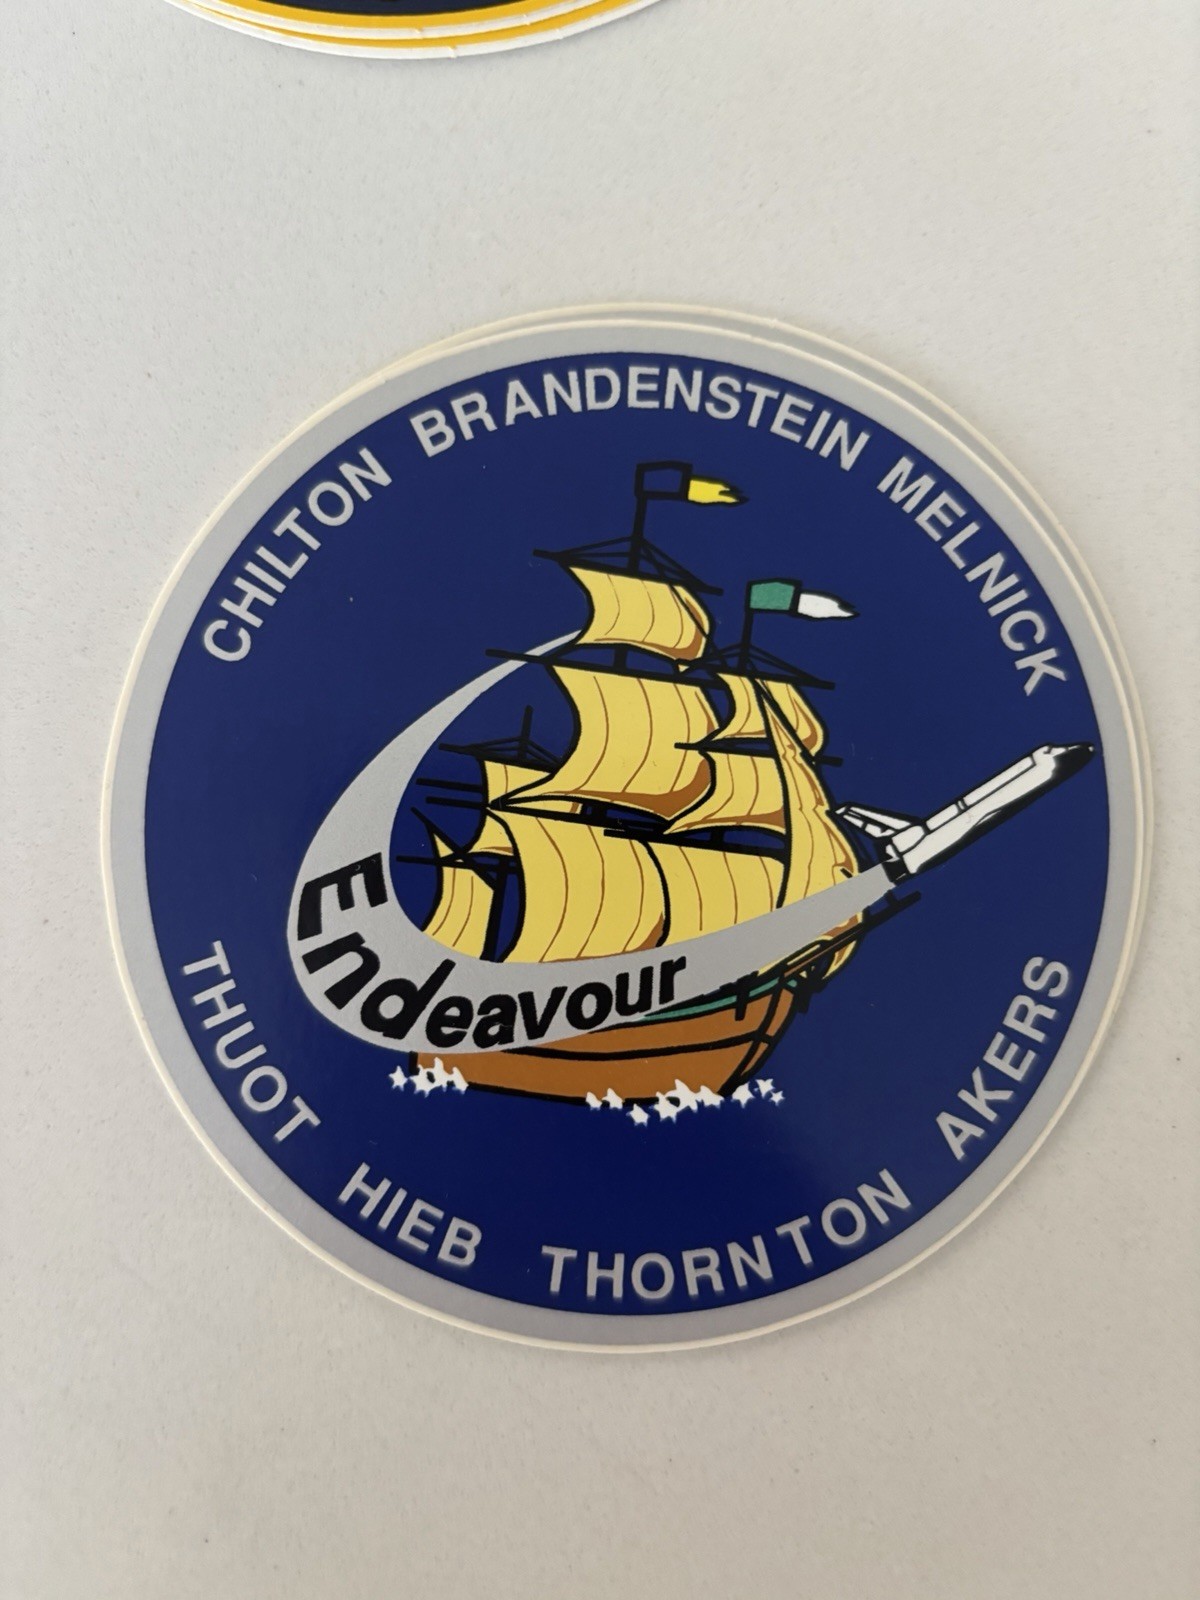 CHILTON BRANDENSTEIN MELNICK
Endeavour
THUOT HIEB THORNTON AKERS